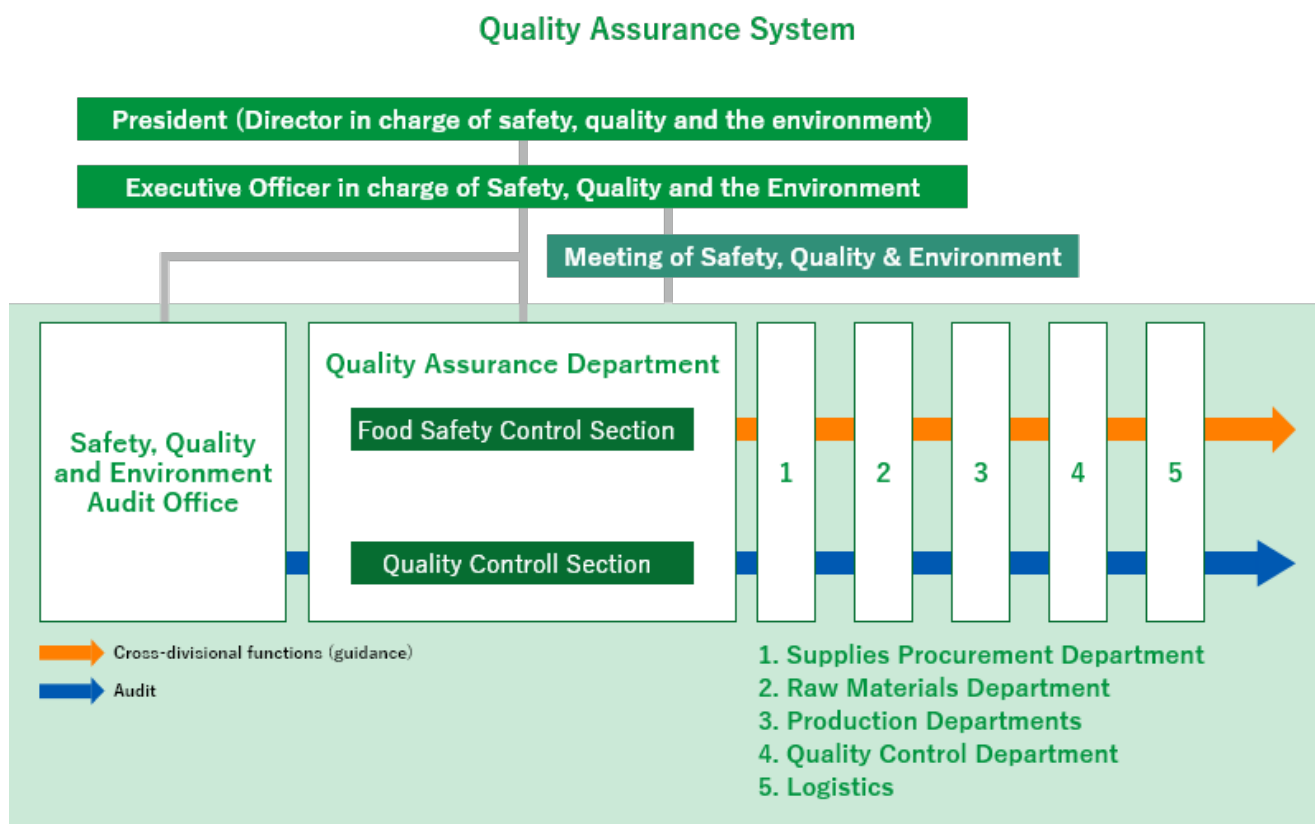 Quality Assurance System
President (Director in charge of safety, quality and the environment)
Executive Officer in charge of Safety, Quality and the Environment
Meeting of Safety, Quality & Environment
Safety, Quality
and Environment
Audit Office
Quality Assurance Department
Food Safety Control Section
Quality Controll Section
1
2
3
4
5
Cross-divisional functions (guidance)
Audit
1. Supplies Procurement Department
2. Raw Materials Department
3. Production Departments
4. Quality Control Department
5. Logistics